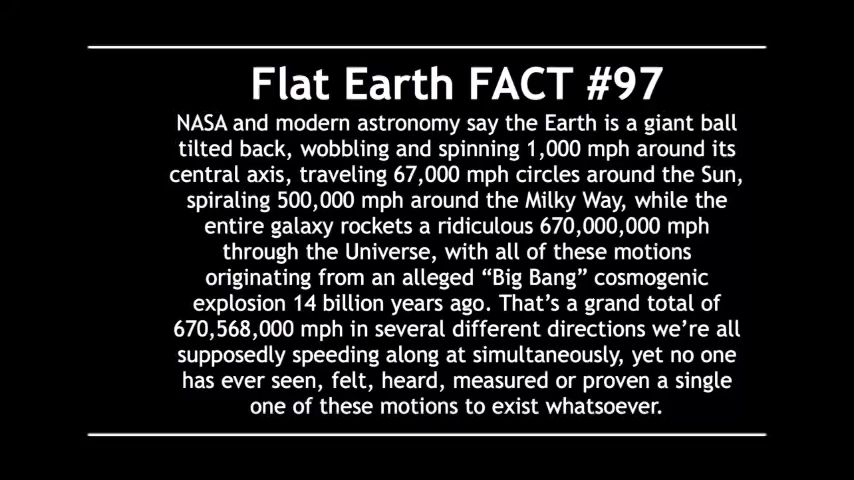 Flat Earth FACT #97
NASA and modern astronomy say the Earth is a giant ball
tilted back, wobbling and spinning 1,000 mph around its
central axis, traveling 67,000 mph circles around the Sun,
spiraling 500,000 mph around the Milky Way, while the
entire galaxy rockets a ridiculous 670,000,000 mph
through the Universe, with all of these motions
originating from an alleged “Big Bang” cosmogenic
explosion 14 billion years ago. That’s a grand total of
670,568,000 mph in several different directions we’re all
supposedly speeding along at simultaneously, yet no one
has ever seen, felt, heard, measured or proven a single
one of these motions to exist whatsoever.